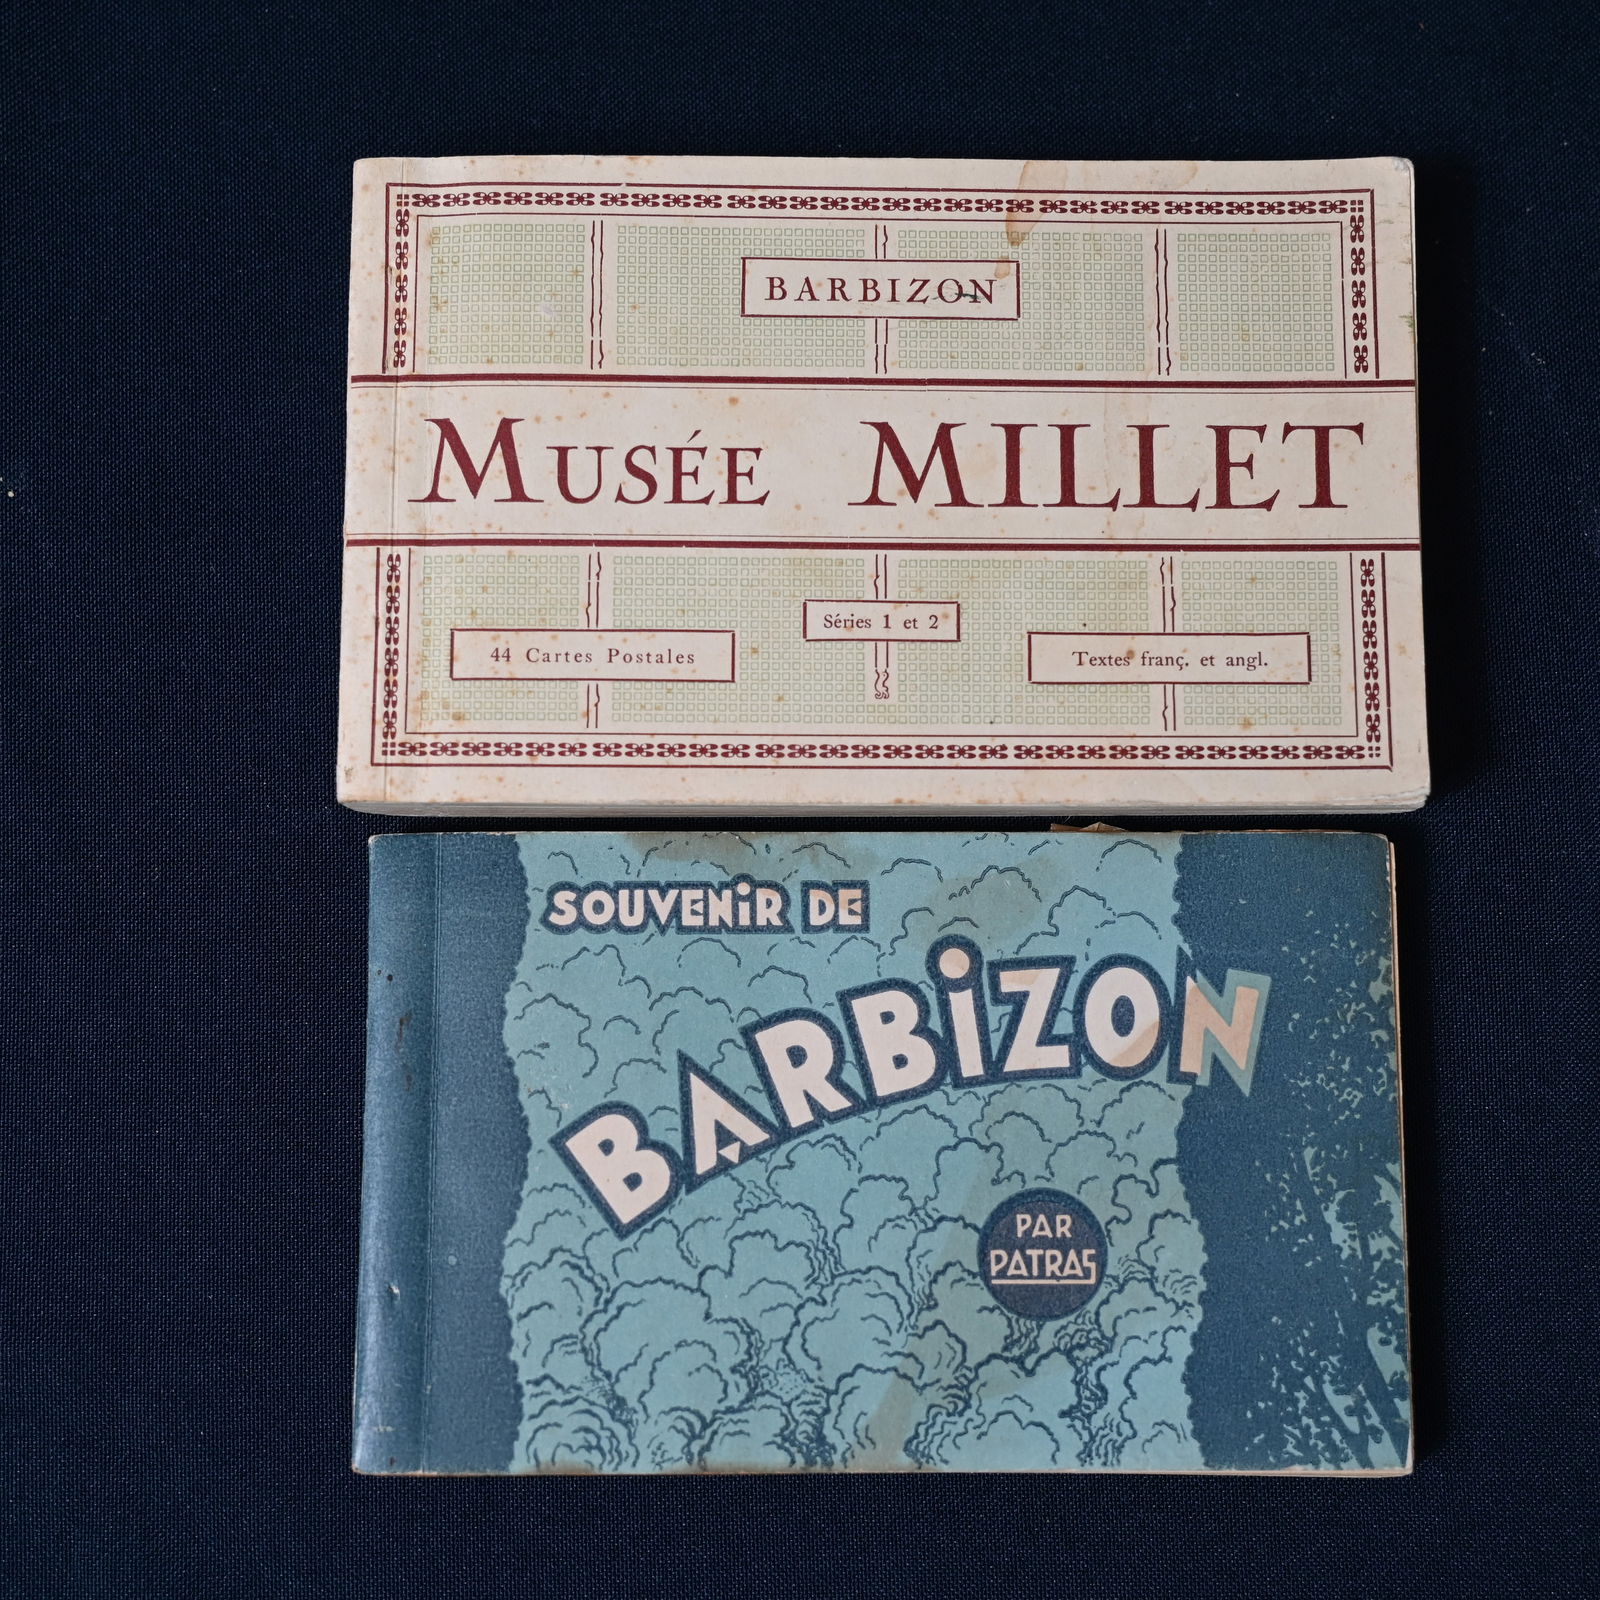 BARBIZON
MUSÉE MILLET
Séries 1 et 2
44 Cartes Postales
Textes franç. et angl.
SOUVENiR DE
BARBiZON
PAR
PATRAS